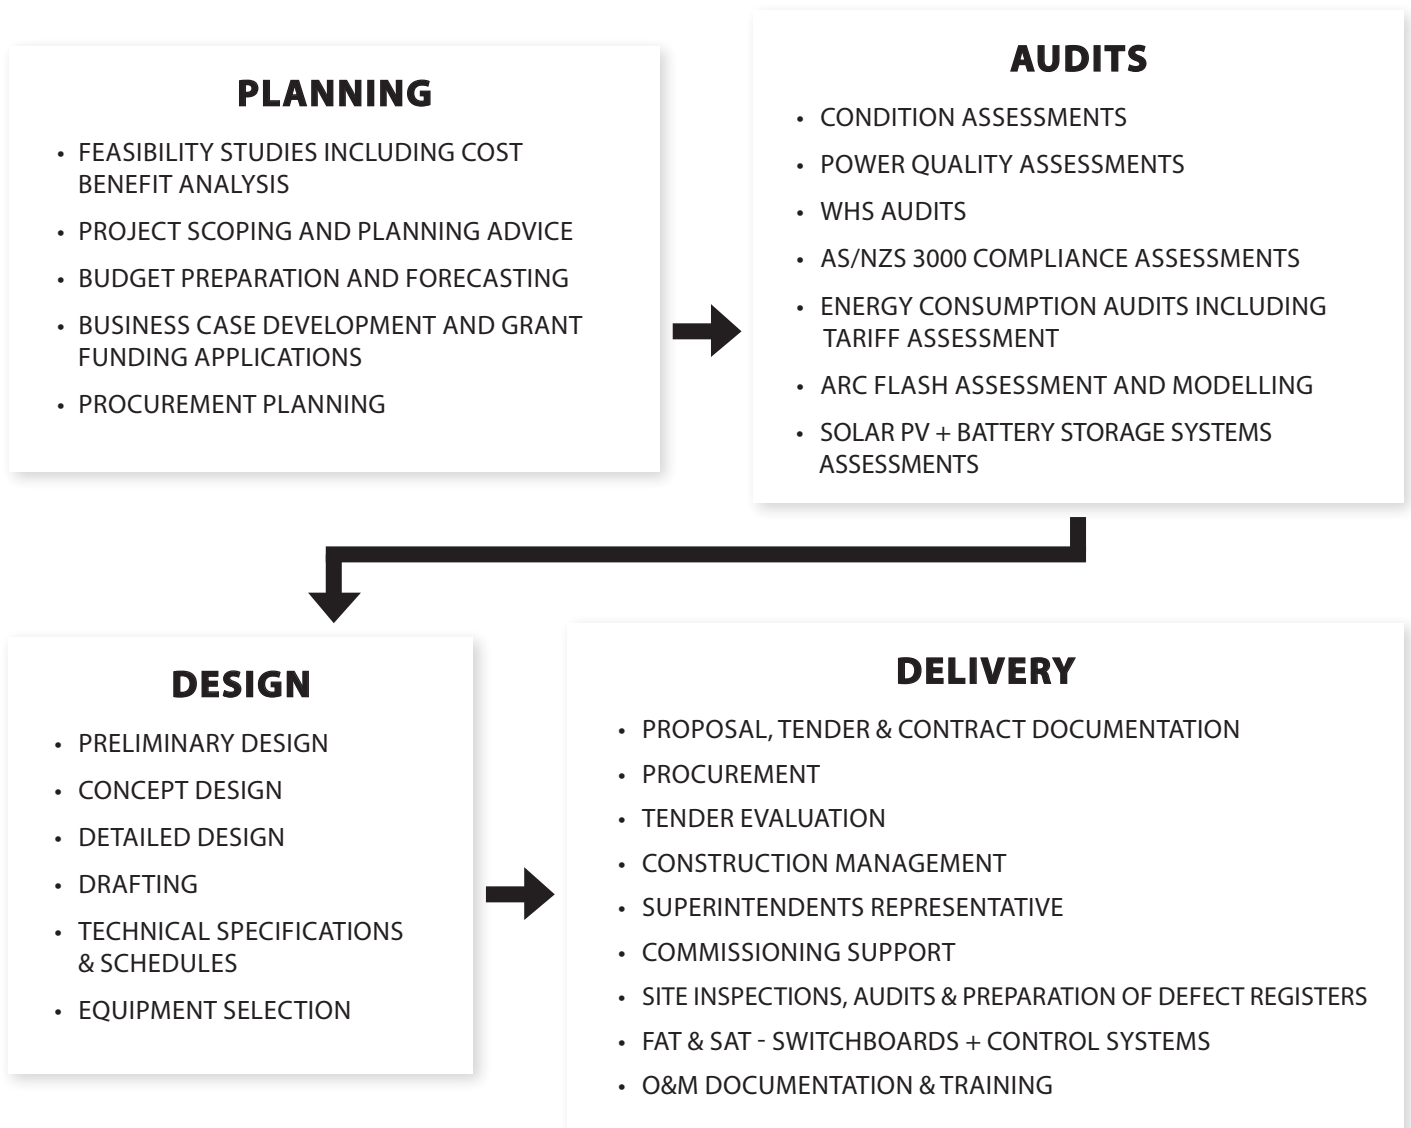 PLANNING
• FEASIBILITY STUDIES INCLUDING COST
BENEFIT ANALYSIS
• PROJECT SCOPING AND PLANNING ADVICE
• BUDGET PREPARATION AND FORECASTING
• BUSINESS CASE DEVELOPMENT AND GRANT
FUNDING APPLICATIONS
• PROCUREMENT PLANNING
AUDITS
• CONDITION ASSESSMENTS
• POWER QUALITY ASSESSMENTS
• WHS AUDITS
• AS/NZS 3000 COMPLIANCE ASSESSMENTS
• ENERGY CONSUMPTION AUDITS INCLUDING
TARIFF ASSESSMENT
• ARC FLASH ASSESSMENT AND MODELLING
• SOLAR PV + BATTERY STORAGE SYSTEMS
ASSESSMENTS
DESIGN
• PRELIMINARY DESIGN
• CONCEPT DESIGN
• DETAILED DESIGN
• DRAFTING
• TECHNICAL SPECIFICATIONS
& SCHEDULES
• EQUIPMENT SELECTION
DELIVERY
• PROPOSAL, TENDER & CONTRACT DOCUMENTATION
• PROCUREMENT
• TENDER EVALUATION
• CONSTRUCTION MANAGEMENT
• SUPERINTENDENTS REPRESENTATIVE
• COMMISSIONING SUPPORT
• SITE INSPECTIONS, AUDITS & PREPARATION OF DEFECT REGISTERS
• FAT & SAT - SWITCHBOARDS + CONTROL SYSTEMS
• O&M DOCUMENTATION & TRAINING